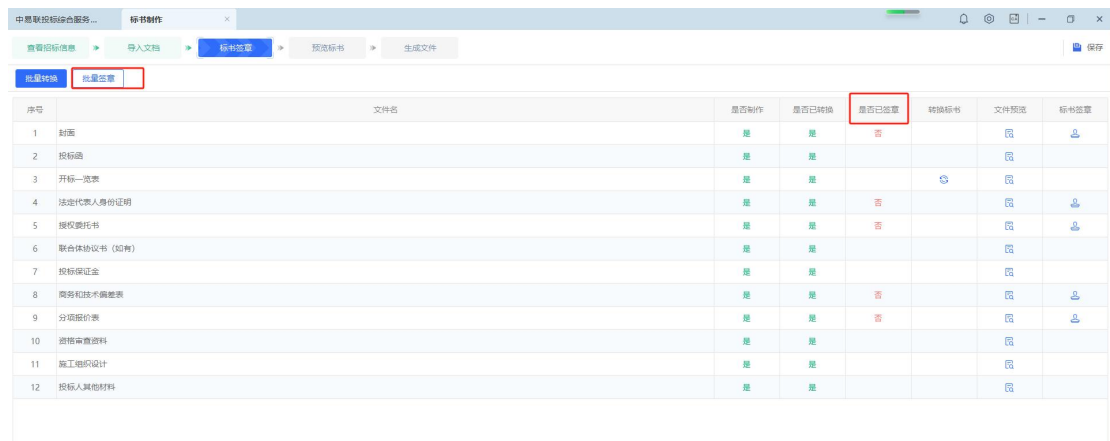 中易联投标综合服务... 标书制作 ×
查看招标信息 导入文档 标书签章 预览标书 生成文件 保存
批量转换 批量签章
序号 文件名 是否制作 是否已转换 是否已签章 转换标书 文件预览 标书签章
1 封面 是 是 否
2 投标函 是 是
3 开标一览表 是 是
4 法定代表人身份证明 是 是 否
5 授权委托书 是 是 否
6 联合体协议书（如有） 是 是
7 投标保证金 是 是
8 商务和技术偏差表 是 是 否
9 分项报价表 是 是 否
10 资格审查资料 是 是
11 施工组织设计 是 是
12 投标人其他材料 是 是